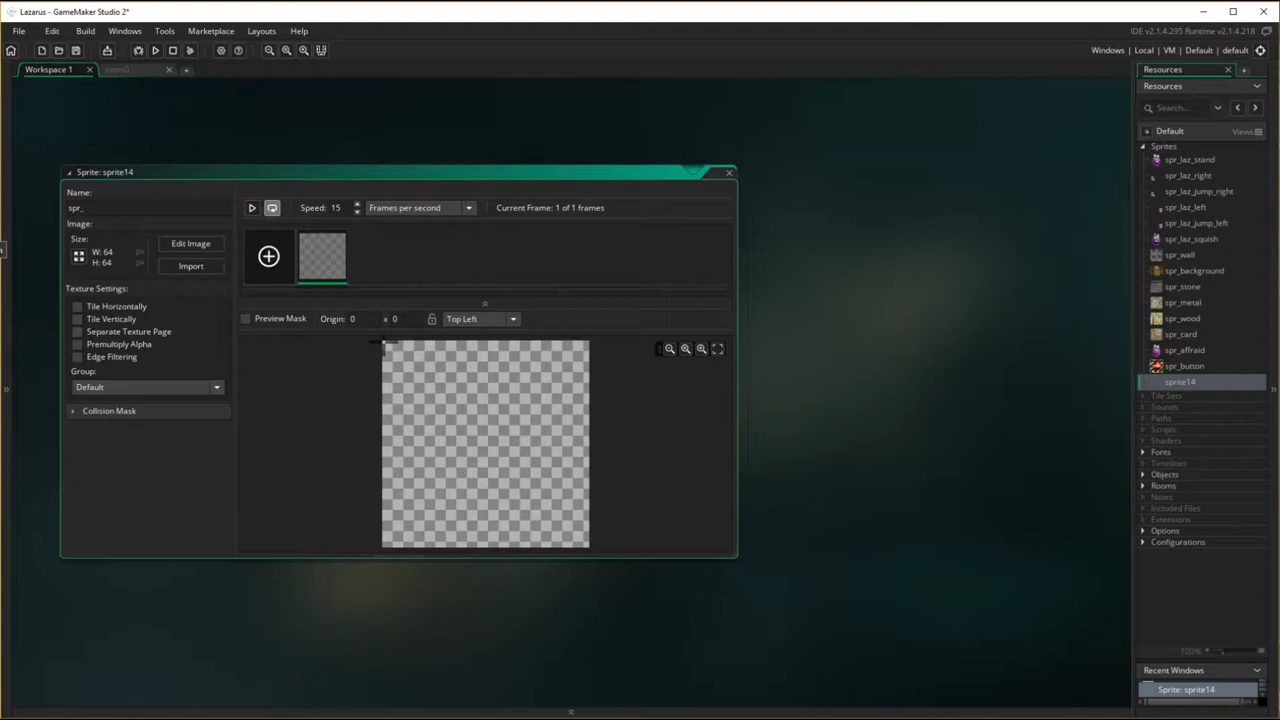 Lazarus - GameMaker Studio 2*
File Edit Build Windows Tools Marketplace Layouts Help
IDE v2.1.4.295 Runtime v2.1.4.218
Windows | Local | VM | Default | default
Workspace 1
room0
Resources
Resources
Search...
Default
Views
Sprites
spr_laz_stand
spr_laz_right
spr_laz_jump_right
spr_laz_left
spr_laz_jump_left
spr_laz_squish
spr_wall
spr_background
spr_stone
spr_metal
spr_wood
spr_card
spr_affraid
spr_button
sprite14
Tile Sets
Sounds
Paths
Scripts
Shaders
Fonts
Timelines
Objects
Rooms
Notes
Included Files
Extensions
Options
Configurations
100%
Recent Windows
Sprite: sprite14
Sprite: sprite14
Name:
spr_
Image:
Size:
W: 64 px
H: 64 px
Edit Image
Import
Texture Settings:
Tile Horizontally
Tile Vertically
Separate Texture Page
Premultiply Alpha
Edge Filtering
Group:
Default
Collision Mask
Speed: 15 Frames per second Current Frame: 1 of 1 frames
Preview Mask Origin: 0 x 0 Top Left